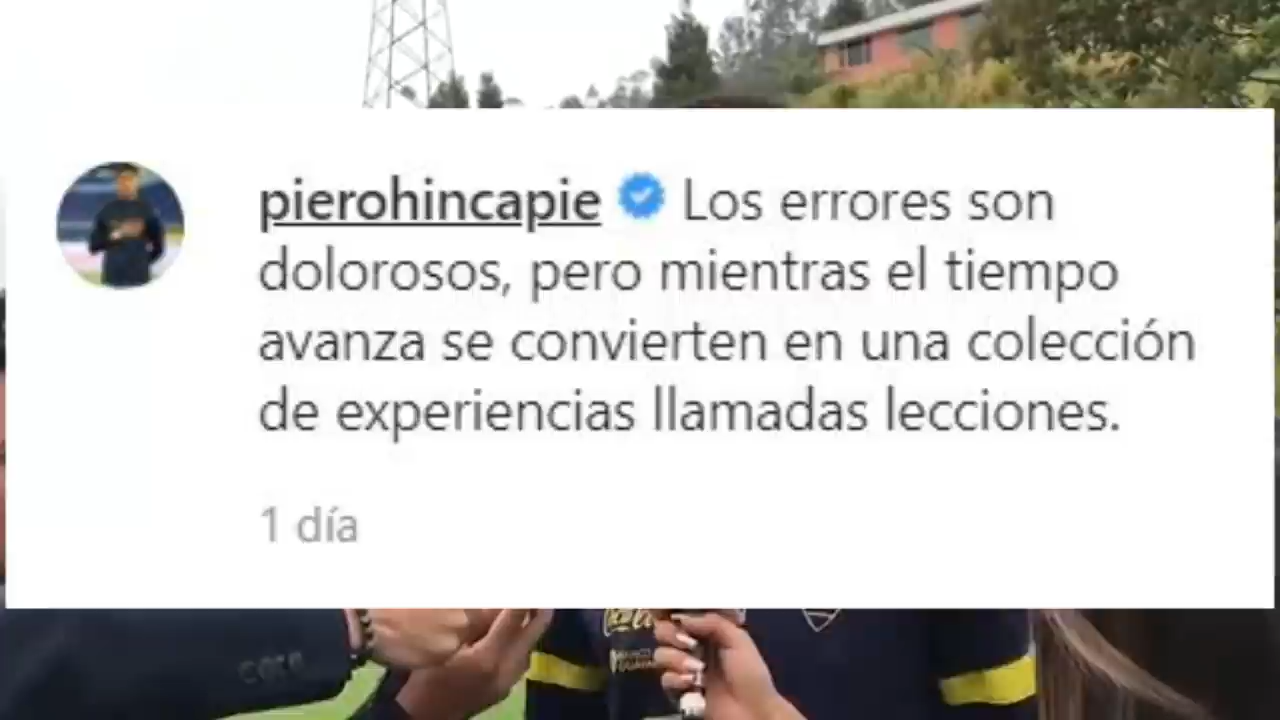 pierohincapie Los errores son
dolorosos, pero mientras el tiempo
avanza se convierten en una colección
de experiencias llamadas lecciones.
1 día